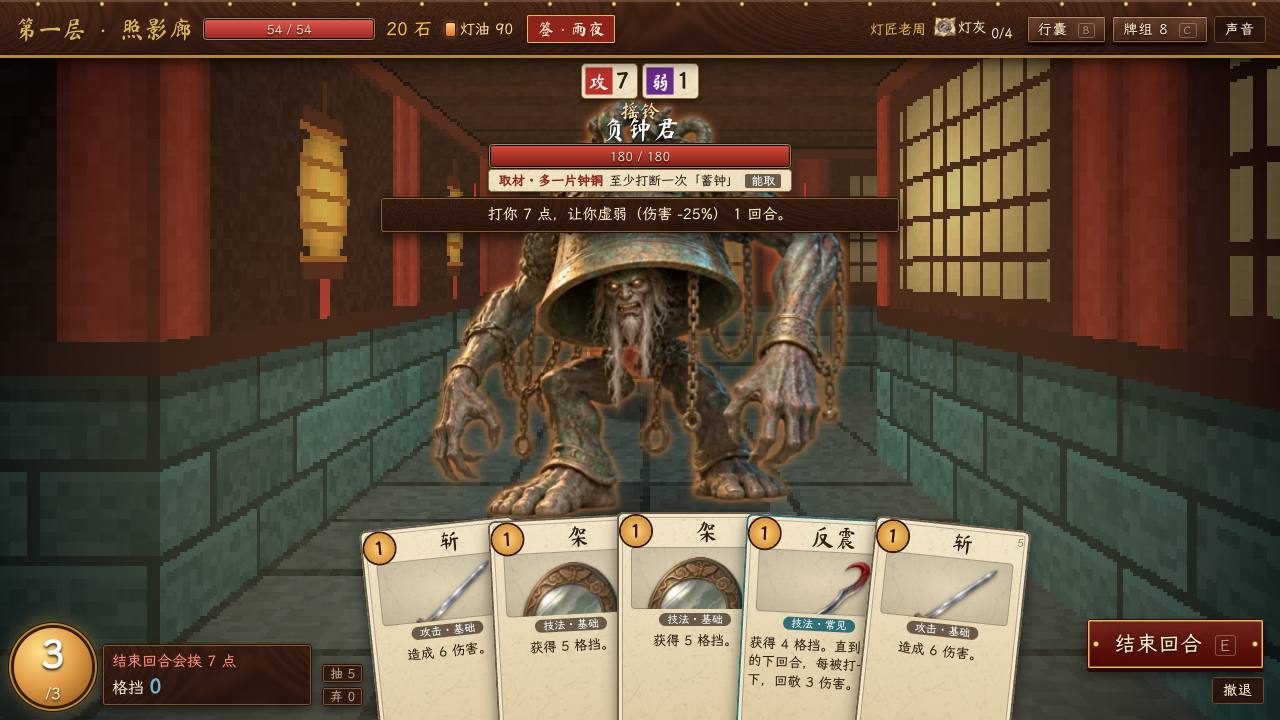 第一层 · 照影廊
54 / 54
20 石
灯油 90
签 · 雨夜
灯匠老周
灯灰 0/4
行囊 B
牌组 8 C
声音
攻 7 弱 1
摇铃
负钟君
180 / 180
取材 · 多一片钟铜 至少打断一次「蓄钟」 能取
打你 7 点，让你虚弱（伤害 -25%） 1 回合。
1 斩
攻击 · 基础
造成 6 伤害。
1 架
技法 · 基础
获得 5 格挡。
1 架
技法 · 基础
获得 5 格挡。
1 反震
技法 · 常见
获得 4 格挡。直到
的下回合，每被打
下，回敬 3 伤害。
1 斩 5
攻击 · 基础
造成 6 伤害。
3
/3
结束回合会挨 7 点
格挡 0
抽 5
弃 0
结束回合 E
撤退